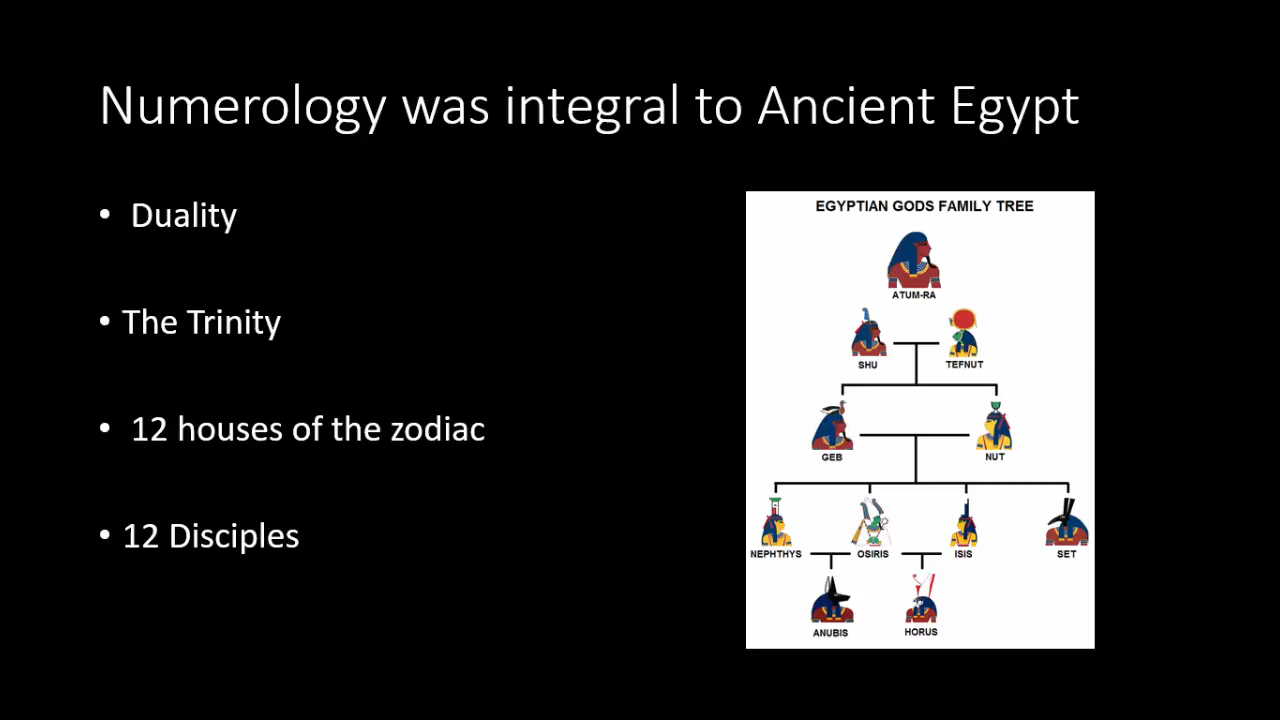 Numerology was integral to Ancient Egypt
• Duality
• The Trinity
• 12 houses of the zodiac
• 12 Disciples
EGYPTIAN GODS FAMILY TREE
ATUM-RA
SHU
TEFNUT
GEB
NUT
NEPHTHYS
OSIRIS
ISIS
SET
ANUBIS
HORUS